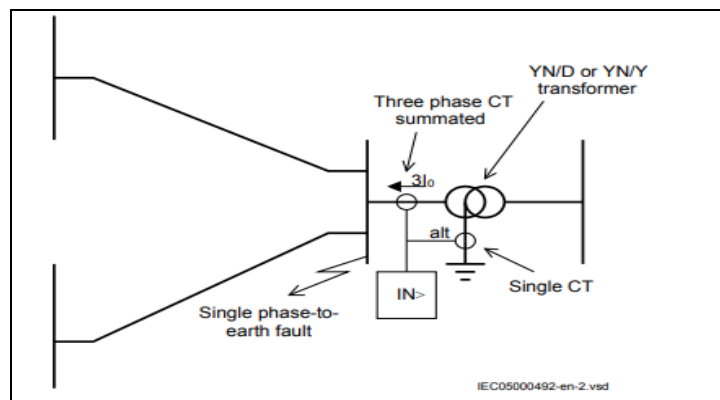 YN/D or YN/Y
transformer
Three phase CT
summated
3I₀
alt
Single CT
IN>
Single phase-to-
earth fault
IEC05000492-en-2.vsd